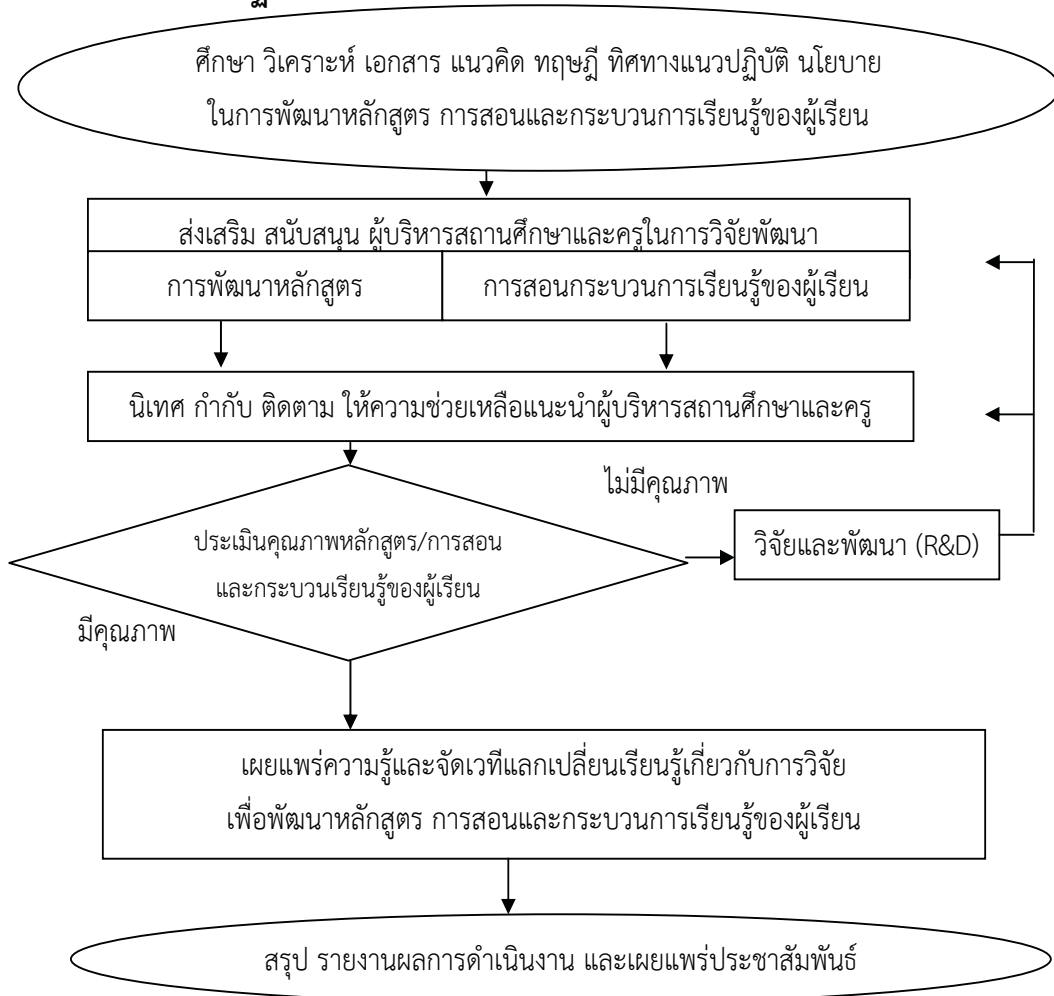 ศึกษา วิเคราะห์ เอกสาร แนวคิด ทฤษฎี ทิศทางแนวปฏิบัติ นโยบาย
ในการพัฒนาหลักสูตร การสอนและกระบวนการเรียนรู้ของผู้เรียน
ส่งเสริม สนับสนุน ผู้บริหารสถานศึกษาและครูในการวิจัยพัฒนา
การพัฒนาหลักสูตร
การสอนกระบวนการเรียนรู้ของผู้เรียน
นิเทศ กำกับ ติดตาม ให้ความช่วยเหลือแนะนำผู้บริหารสถานศึกษาและครู
ไม่มีคุณภาพ
ประเมินคุณภาพหลักสูตร/การสอน
และกระบวนเรียนรู้ของผู้เรียน
วิจัยและพัฒนา (R&D)
มีคุณภาพ
เผยแพร่ความรู้และจัดเวทีแลกเปลี่ยนเรียนรู้เกี่ยวกับการวิจัย
เพื่อพัฒนาหลักสูตร การสอนและกระบวนการเรียนรู้ของผู้เรียน
สรุป รายงานผลการดำเนินงาน และเผยแพร่ประชาสัมพันธ์